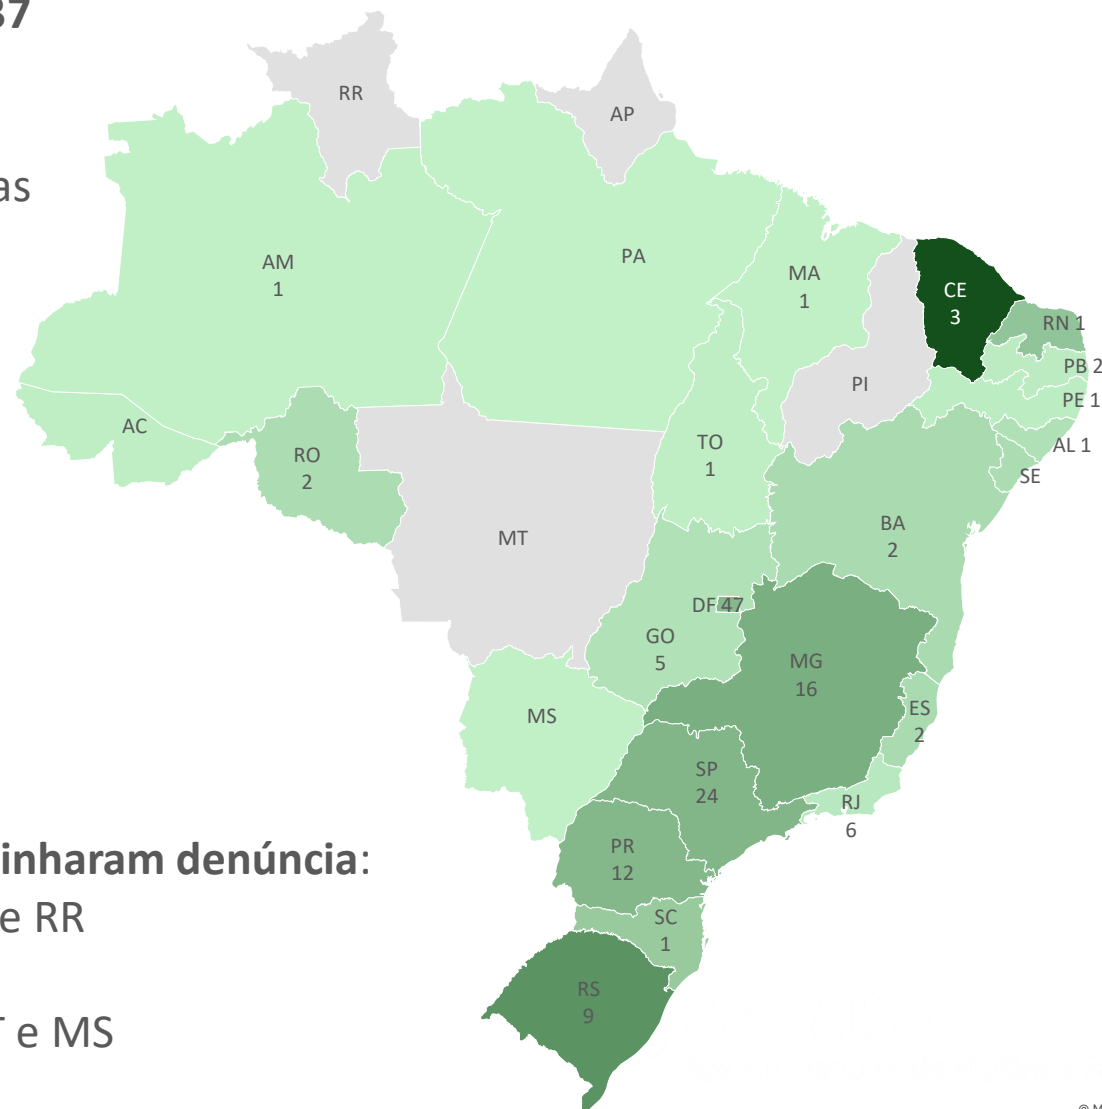 37
RR
AP
as
AM
1
PA
MA
1
CE
3
RN 1
PB 2
PE 1
PI
AC
TO
1
AL 1
RO
2
SE
BA
2
MT
DF 47
GO
5
MG
16
MS
ES
2
SP
24
RJ
6
PR
12
inharam denúncia:
e RR
SC
1
RS
9
e MS